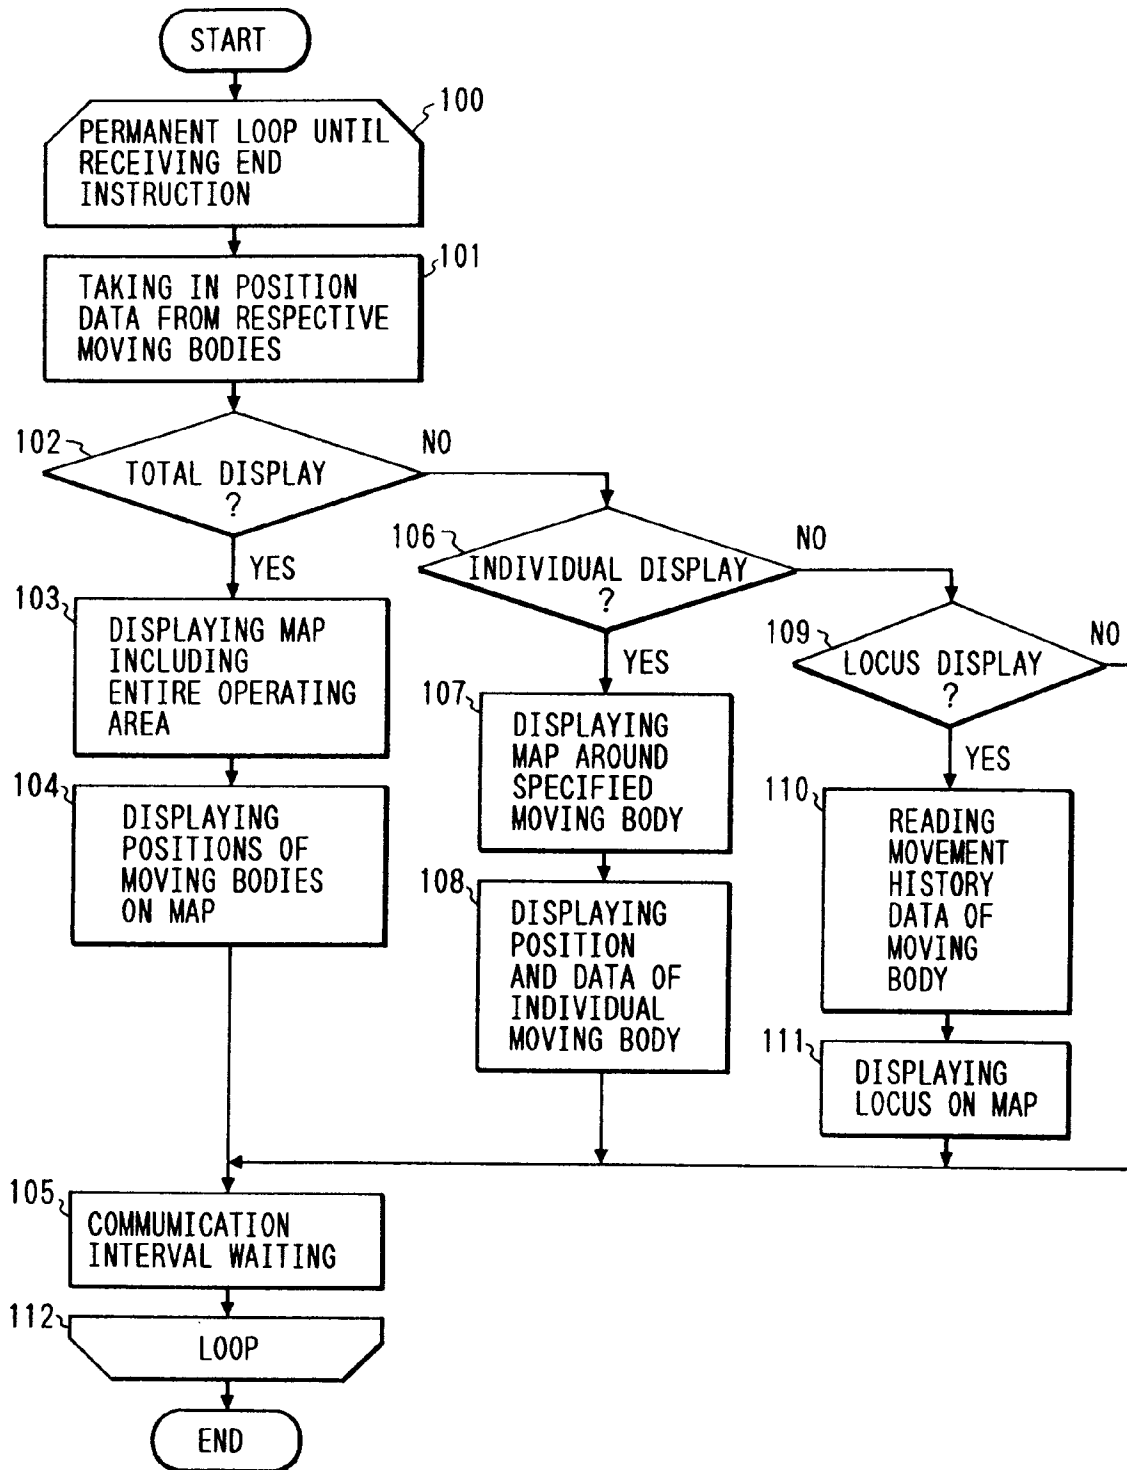 START
100
PERMANENT LOOP UNTIL
RECEIVING END
INSTRUCTION
101
TAKING IN POSITION
DATA FROM RESPECTIVE
MOVING BODIES
102
NO
TOTAL DISPLAY
?
YES
106
NO
INDIVIDUAL DISPLAY
?
YES
109
NO
LOCUS DISPLAY
?
YES
103
DISPLAYING MAP
INCLUDING
ENTIRE OPERATING
AREA
104
DISPLAYING
POSITIONS OF
MOVING BODIES
ON MAP
107
DISPLAYING
MAP AROUND
SPECIFIED
MOVING BODY
108
DISPLAYING
POSITION
AND DATA OF
INDIVIDUAL
MOVING BODY
110
READING
MOVEMENT
HISTORY
DATA OF
MOVING
BODY
111
DISPLAYING
LOCUS ON MAP
105
COMMUMICATION
INTERVAL WAITING
112
LOOP
END